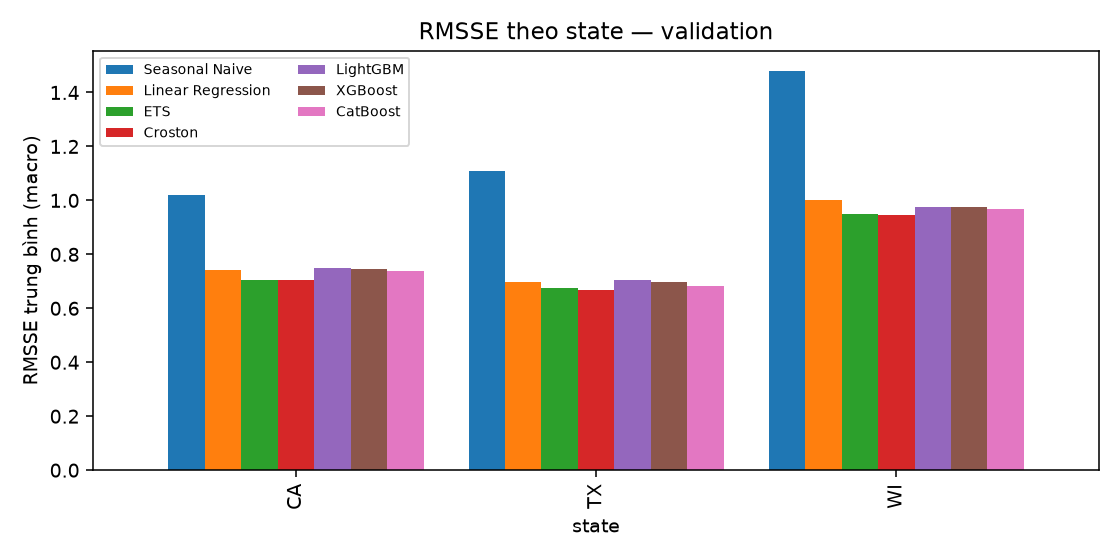 RMSSE theo state — validation
RMSSE trung bình (macro)
1.4
1.2
1.0
0.8
0.6
0.4
0.2
0.0
Seasonal Naive
Linear Regression
ETS
Croston
LightGBM
XGBoost
CatBoost
CA
TX
WI
state